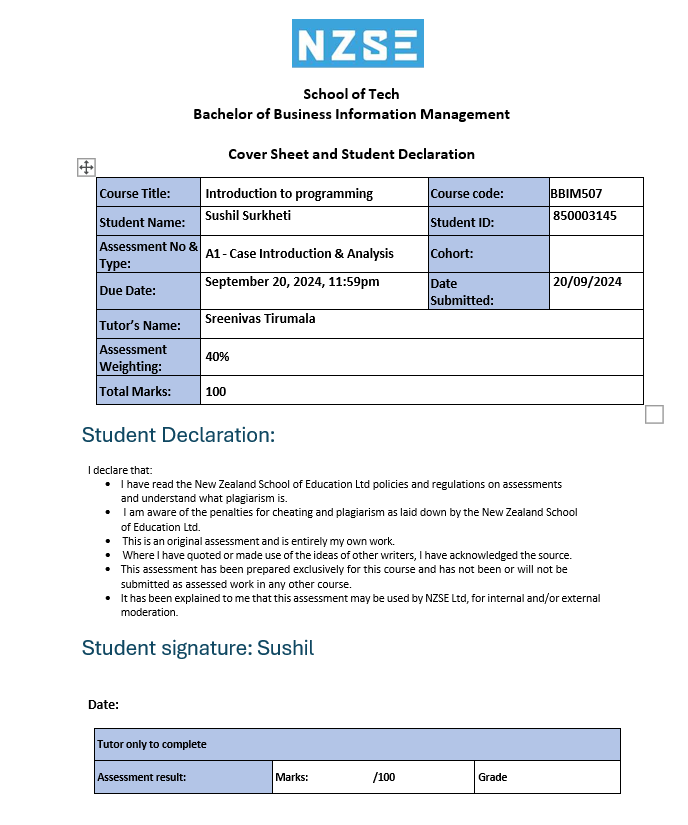 NZSE
School of Tech
Bachelor of Business Information Management
Cover Sheet and Student Declaration
Course Title: Introduction to programming Course code: BBIM507
Student Name: Sushil Surkheti Student ID: 850003145
Assessment No &
Type: A1 - Case Introduction & Analysis Cohort:
Due Date: September 20, 2024, 11:59pm Date
Submitted: 20/09/2024
Tutor's Name: Sreenivas Tirumala
Assessment
Weighting: 40%
Total Marks: 100
Student Declaration:
I declare that:
• I have read the New Zealand School of Education Ltd policies and regulations on assessments
and understand what plagiarism is.
• I am aware of the penalties for cheating and plagiarism as laid down by the New Zealand School
of Education Ltd.
• This is an original assessment and is entirely my own work.
• Where I have quoted or made use of the ideas of other writers, I have acknowledged the source.
• This assessment has been prepared exclusively for this course and has not been or will not be
submitted as assessed work in any other course.
• It has been explained to me that this assessment may be used by NZSE Ltd, for internal and/or external
moderation.
Student signature: Sushil
Date:
Tutor only to complete
Assessment result: Marks: /100 Grade